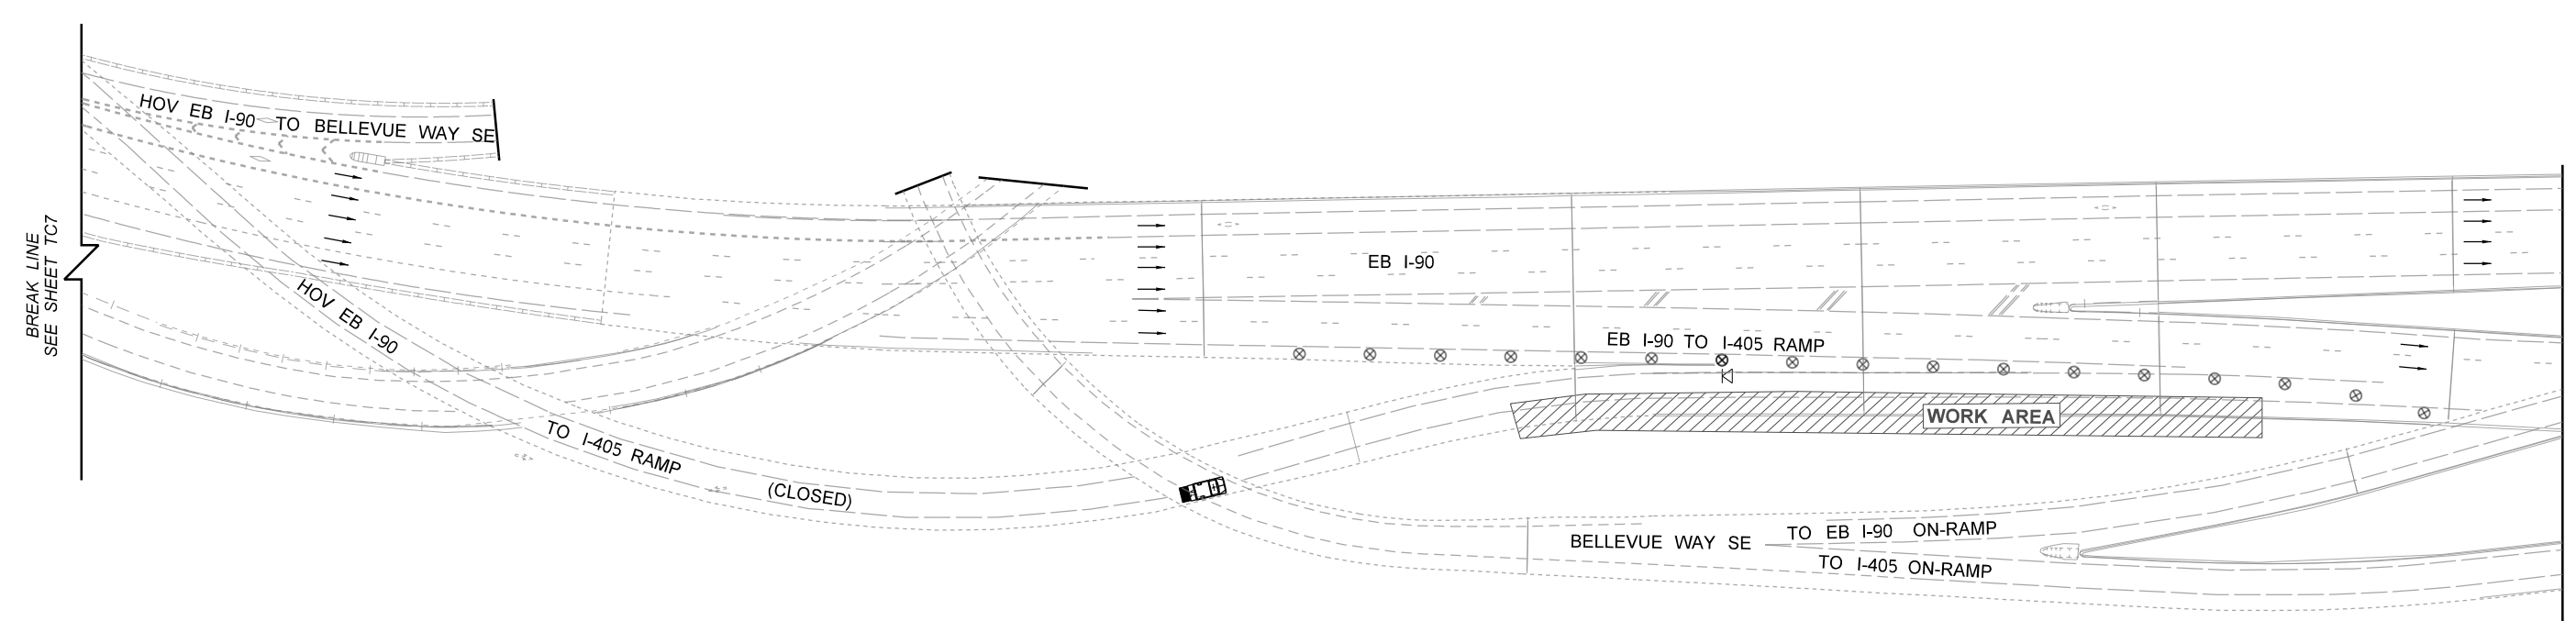 BREAK LINE
SEE SHEET TC7
HOV EB I-90 TO BELLEVUE WAY SE
HOV EB I-90
TO I-405 RAMP
(CLOSED)
EB I-90
EB I-90 TO I-405 RAMP
WORK AREA
BELLEVUE WAY SE
TO EB I-90 ON-RAMP
TO I-405 ON-RAMP